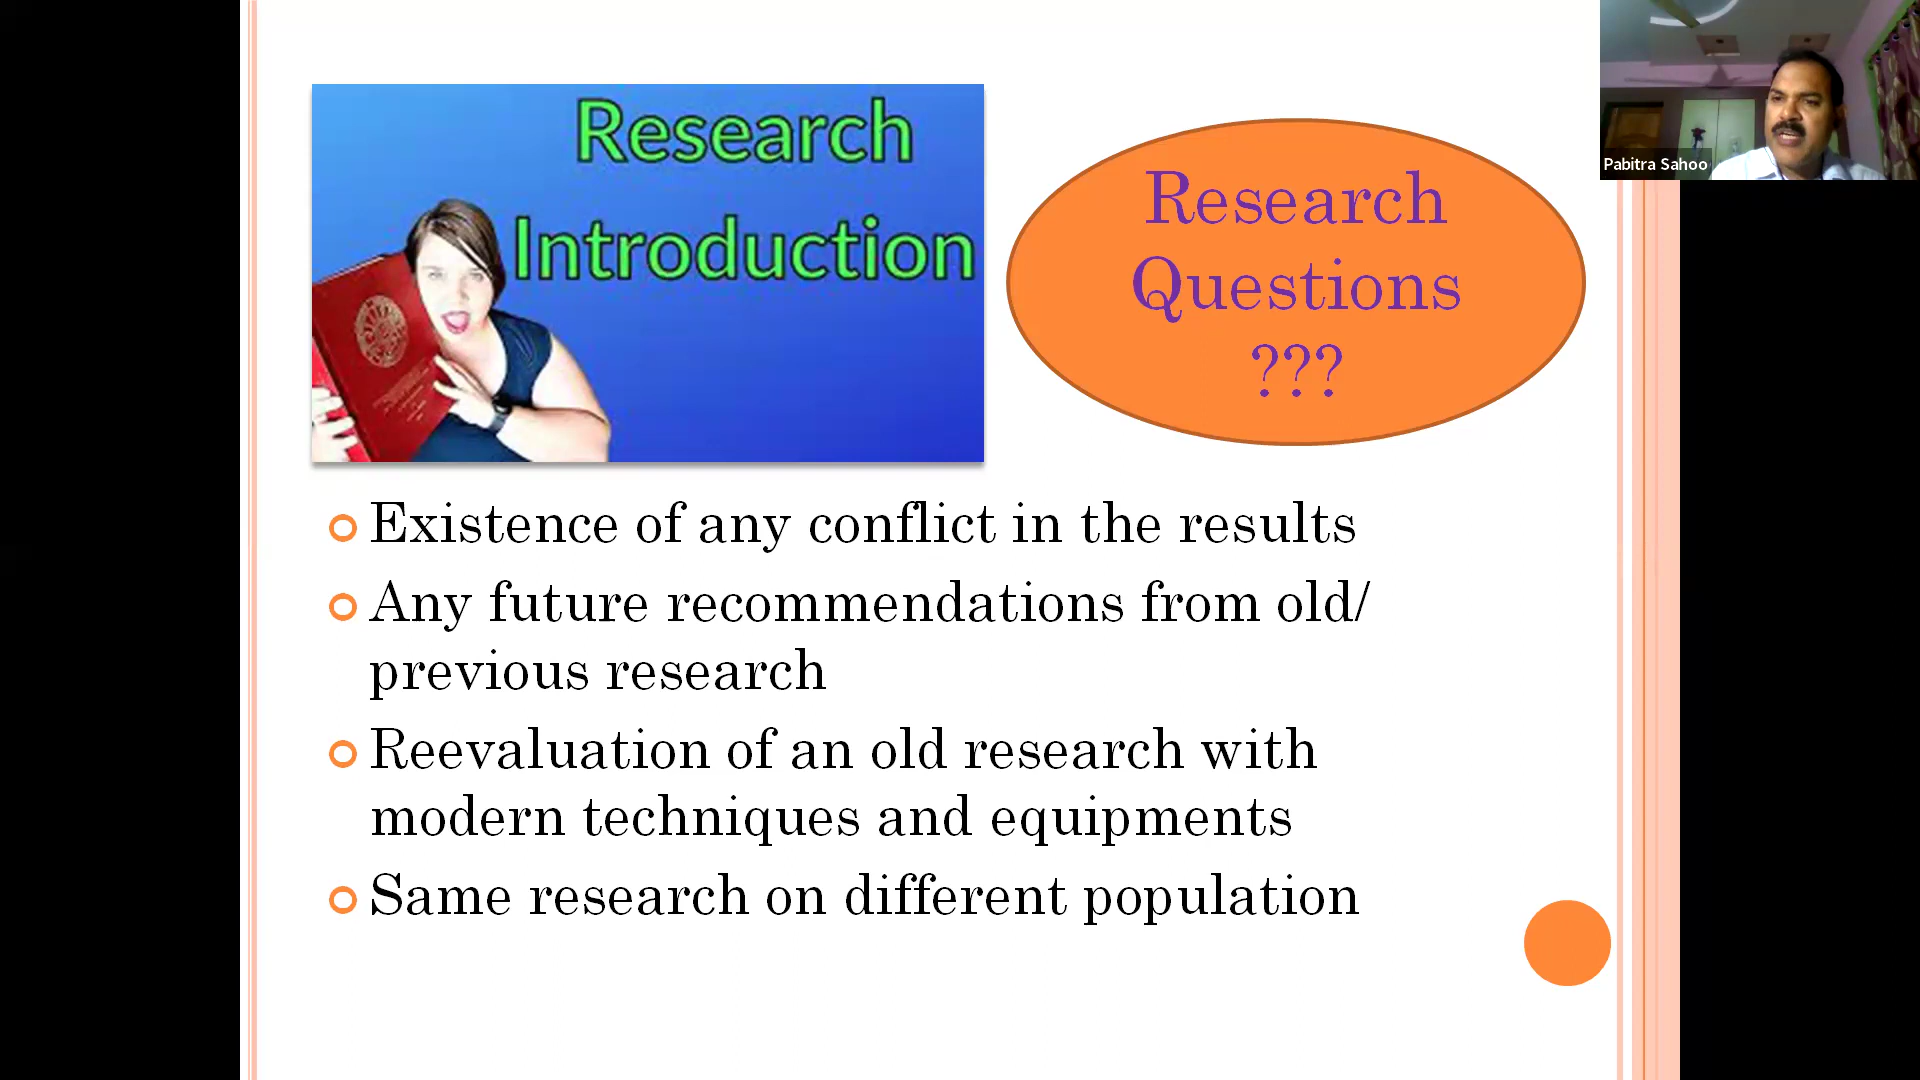 Research
Introduction
Research
Questions
???
Pabitra Sahoo
Existence of any conflict in the results
Any future recommendations from old/
previous research
Reevaluation of an old research with
modern techniques and equipments
Same research on different population